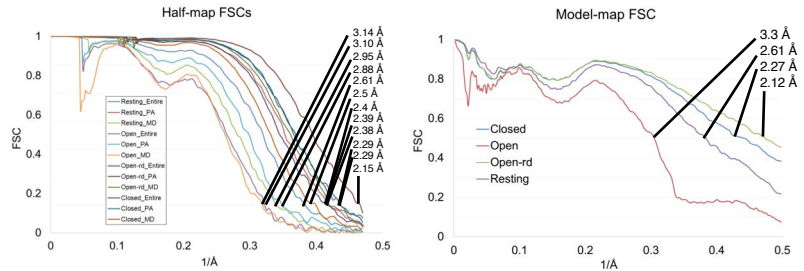 Half-map FSCs
3.14 Å
3.10 Å
2.95 Å
2.88 Å
2.61 Å
2.5 Å
2.4 Å
2.39 Å
2.38 Å
2.29 Å
2.29 Å
2.15 Å
1
0.8
0.6
0.4
0.2
0
FSC
Resting_Entire
Resting_PA
Resting_MD
Open_Entire
Open_PA
Open_MD
Open-rd_Entire
Open-rd_PA
Open-rd_MD
Closed_Entire
Closed_PA
Closed_MD
0 0.1 0.2 0.3 0.4 0.5
1/Å
Model-map FSC
3.3 Å
2.61 Å
2.27 Å
2.12 Å
1
0.8
0.6
0.4
0.2
0
FSC
Closed
Open
Open-rd
Resting
0 0.1 0.2 0.3 0.4 0.5
1/Å